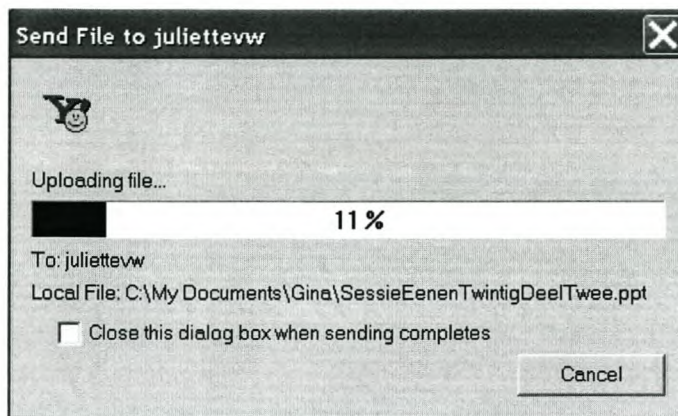 Send File to juliettevw
Uploading file...
11%
To: juliettevw
Local File: C:\My Documents\Gina\SessieEenenTwintigDeelTwee.ppt
Close this dialog box when sending completes
Cancel